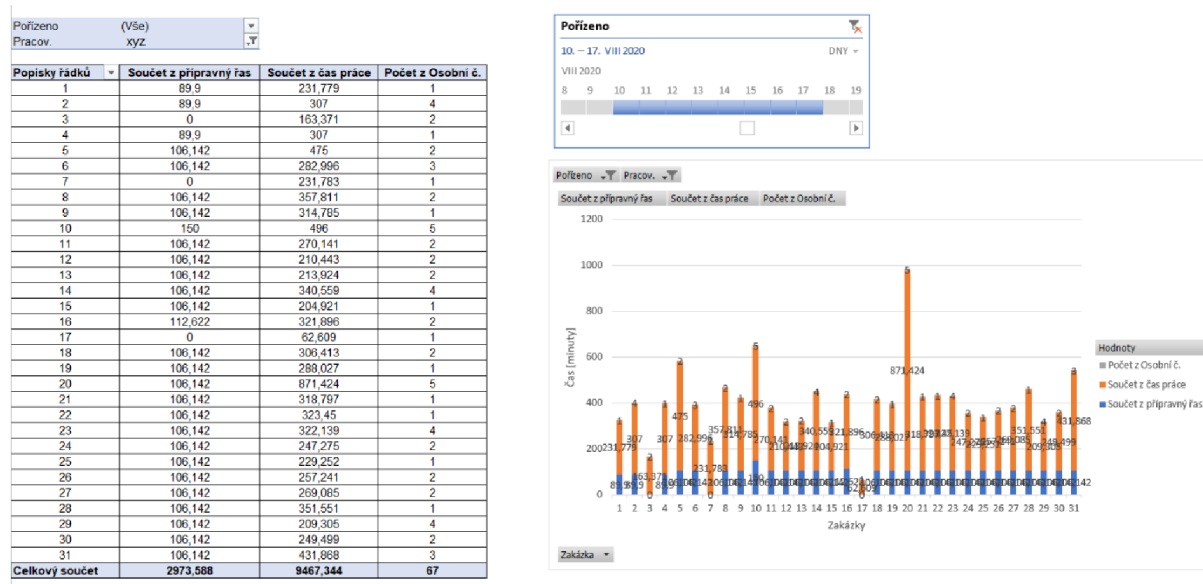 Pořízeno (Vše)
Pracov. xyz
Popisky řádků Součet z přípravný řas Součet z čas práce Počet z Osobní č.
1 89,9 231,779 1
2 89,9 307 4
3 0 163,371 2
4 89,9 307 1
5 106,142 475 2
6 106,142 282,996 3
7 0 231,783 1
8 106,142 357,811 2
9 106,142 314,785 1
10 150 496 5
11 106,142 270,141 2
12 106,142 210,443 2
13 106,142 213,924 2
14 106,142 340,559 4
15 106,142 204,921 1
16 112,622 321,896 2
17 0 62,609 1
18 106,142 306,413 2
19 106,142 288,027 1
20 106,142 871,424 5
21 106,142 318,797 1
22 106,142 323,45 1
23 106,142 322,139 4
24 106,142 247,275 2
25 106,142 229,252 1
26 106,142 257,241 2
27 106,142 269,085 2
28 106,142 351,551 1
29 106,142 209,305 4
30 106,142 249,499 2
31 106,142 431,868 3
Celkový součet 2973,588 9467,344 67
Pořízeno
10. – 17. VIII 2020 DNY
VIII 2020
8 9 10 11 12 13 14 15 16 17 18 19
Pořízeno Pracov.
Součet z přípravný řas Součet z čas práce Počet z Osobní č.
1200
1000
800
600
400
200
0
Čas [minuty]
871,424
475
496
307
307
431,868
1 2 3 4 5 6 7 8 9 10 11 12 13 14 15 16 17 18 19 20 21 22 23 24 25 26 27 28 29 30 31
Zakázky
Hodnoty
Počet z Osobní č.
Součet z čas práce
Součet z přípravný řas
Zakázka